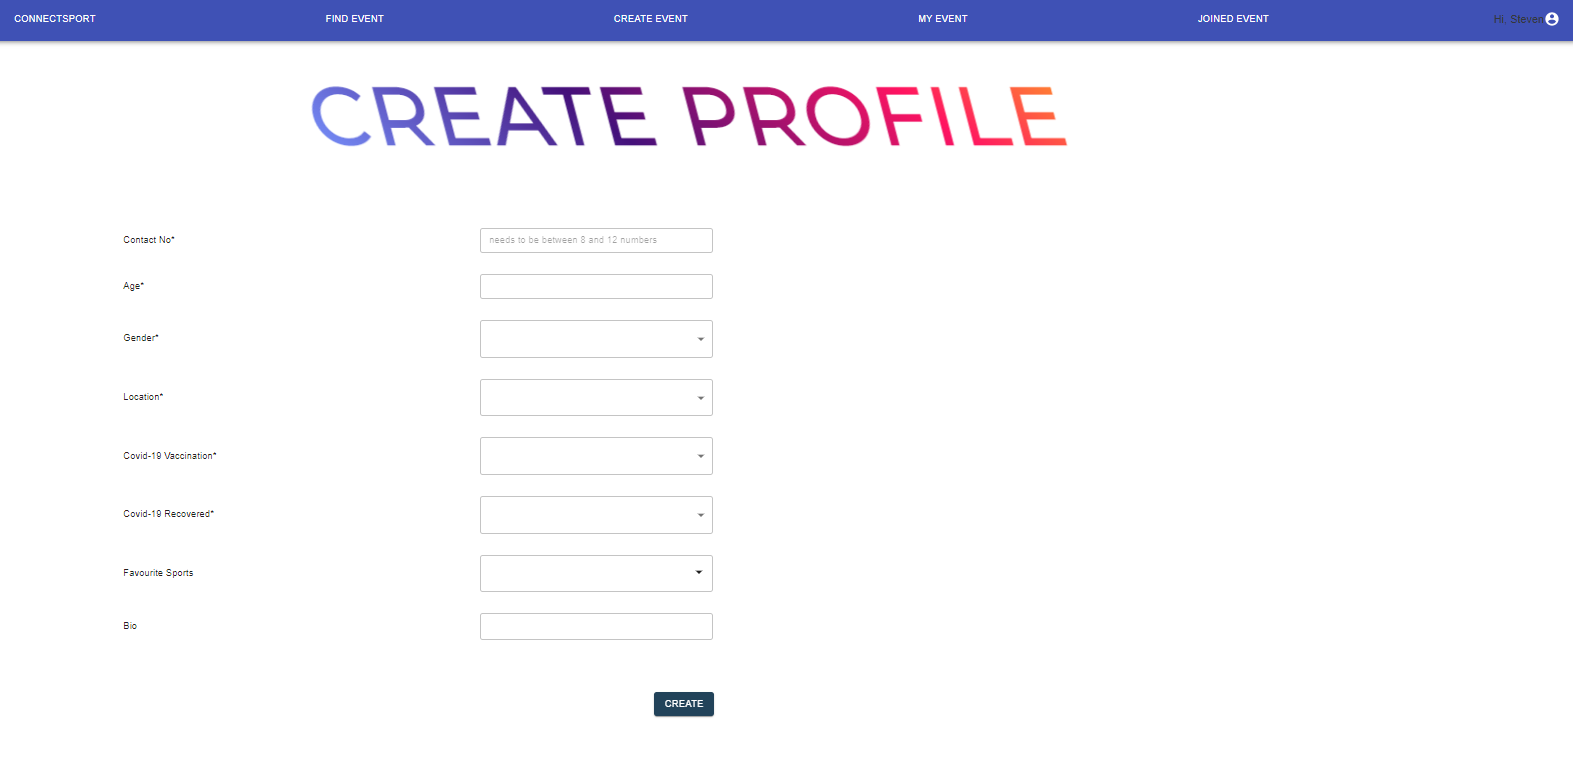 CONNECTSPORT FIND EVENT CREATE EVENT MY EVENT JOINED EVENT Hi, Steven
CREATE PROFILE
Contact No* needs to be between 8 and 12 numbers
Age*
Gender*
Location*
Covid-19 Vaccination*
Covid-19 Recovered*
Favourite Sports
Bio
CREATE